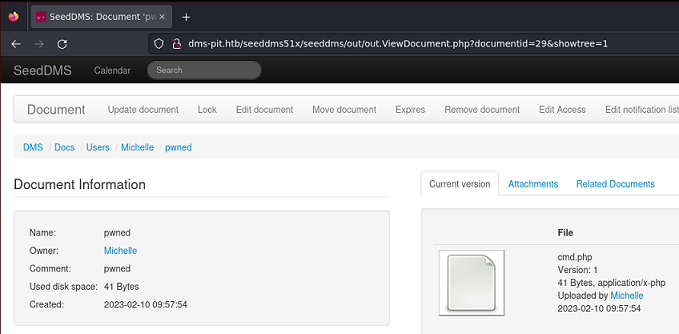 SeedDMS: Document 'pw
dms-pit.htb/seeddms51x/seeddms/out/out.ViewDocument.php?documentid=29&showtree=1
SeedDMS Calendar Search
Document Update document Lock Edit document Move document Expires Remove document Edit Access Edit notification list
DMS / Docs / Users / Michelle / pwned
Document Information
Name: pwned
Owner: Michelle
Comment: pwned
Used disk space: 41 Bytes
Created: 2023-02-10 09:57:54
Current version Attachments Related Documents
File
cmd.php
Version: 1
41 Bytes, application/x-php
Uploaded by Michelle
2023-02-10 09:57:54